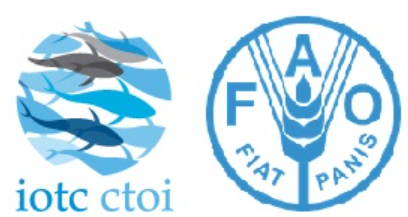 iotc ctoi
F A O
FIAT PANIS